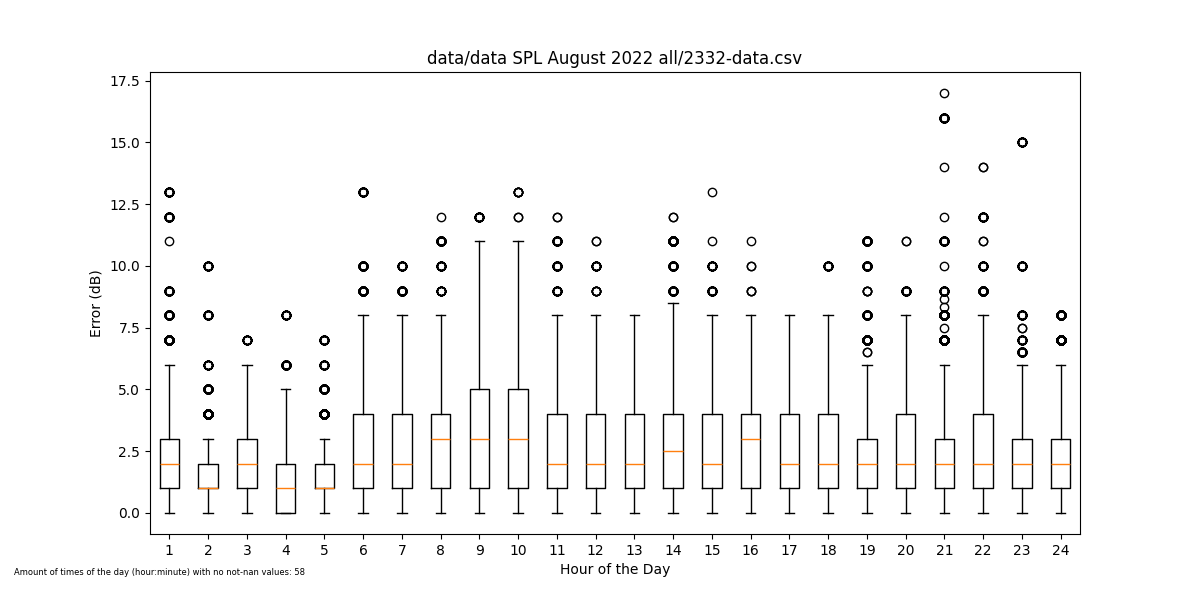 data/data SPL August 2022 all/2332-data.csv
17.5
15.0
12.5
10.0
7.5
5.0
2.5
0.0
Error (dB)
1 2 3 4 5 6 7 8 9 10 11 12 13 14 15 16 17 18 19 20 21 22 23 24
Hour of the Day
Amount of times of the day (hour:minute) with no not-nan values: 58